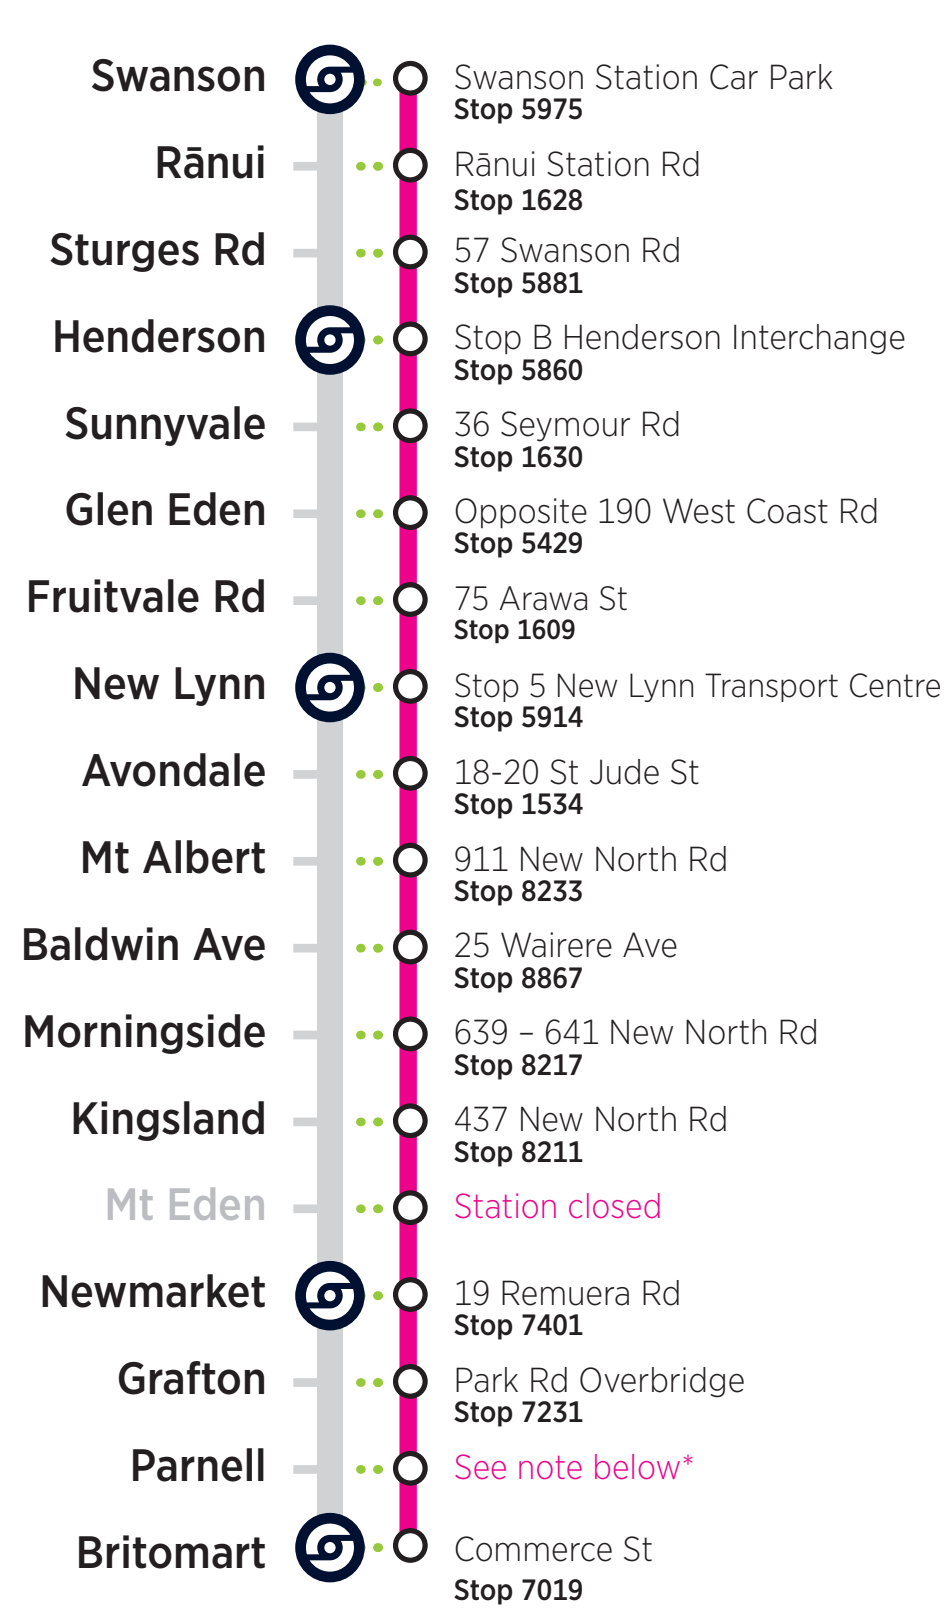 Swanson
Swanson Station Car Park
Stop 5975
Rānui
Rānui Station Rd
Stop 1628
Sturges Rd
57 Swanson Rd
Stop 5881
Henderson
Stop B Henderson Interchange
Stop 5860
Sunnyvale
36 Seymour Rd
Stop 1630
Glen Eden
Opposite 190 West Coast Rd
Stop 5429
Fruitvale Rd
75 Arawa St
Stop 1609
New Lynn
Stop 5 New Lynn Transport Centre
Stop 5914
Avondale
18-20 St Jude St
Stop 1534
Mt Albert
911 New North Rd
Stop 8233
Baldwin Ave
25 Wairere Ave
Stop 8867
Morningside
639 – 641 New North Rd
Stop 8217
Kingsland
437 New North Rd
Stop 8211
Mt Eden
Station closed
Newmarket
19 Remuera Rd
Stop 7401
Grafton
Park Rd Overbridge
Stop 7231
Parnell
See note below*
Britomart
Commerce St
Stop 7019